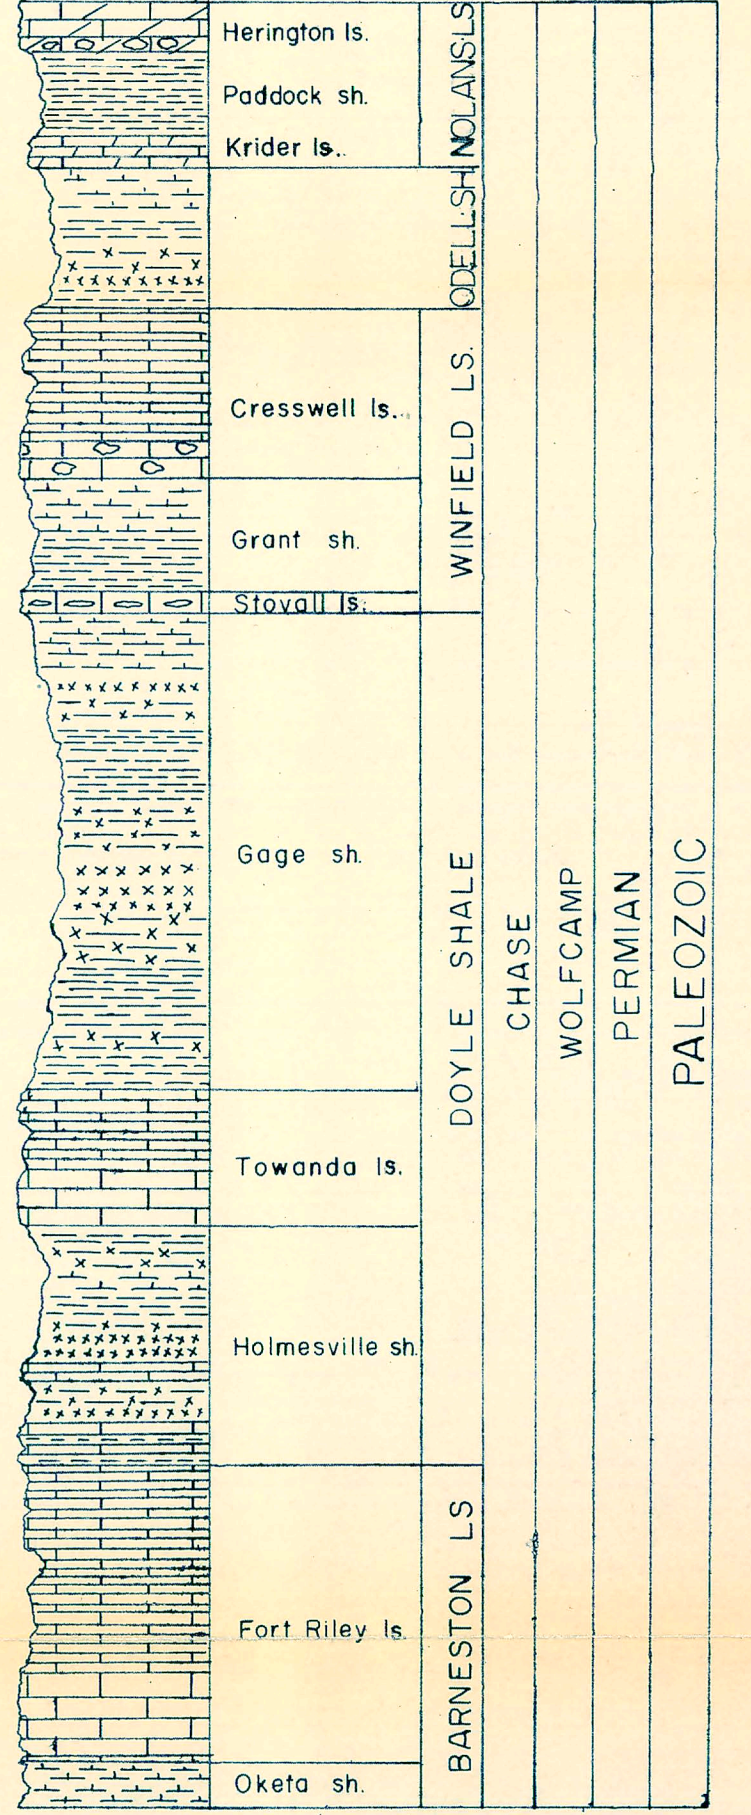 Herington ls.
Paddock sh.
Krider ls.
NOLANS LS
ODELL SH
Cresswell ls.
Grant sh.
Stovall ls.
WINFIELD LS.
Gage sh.
Towanda ls.
Holmesville sh.
DOYLE SHALE
Fort Riley ls.
Oketa sh.
BARNESTON LS
CHASE
WOLFCAMP
PERMIAN
PALEOZOIC